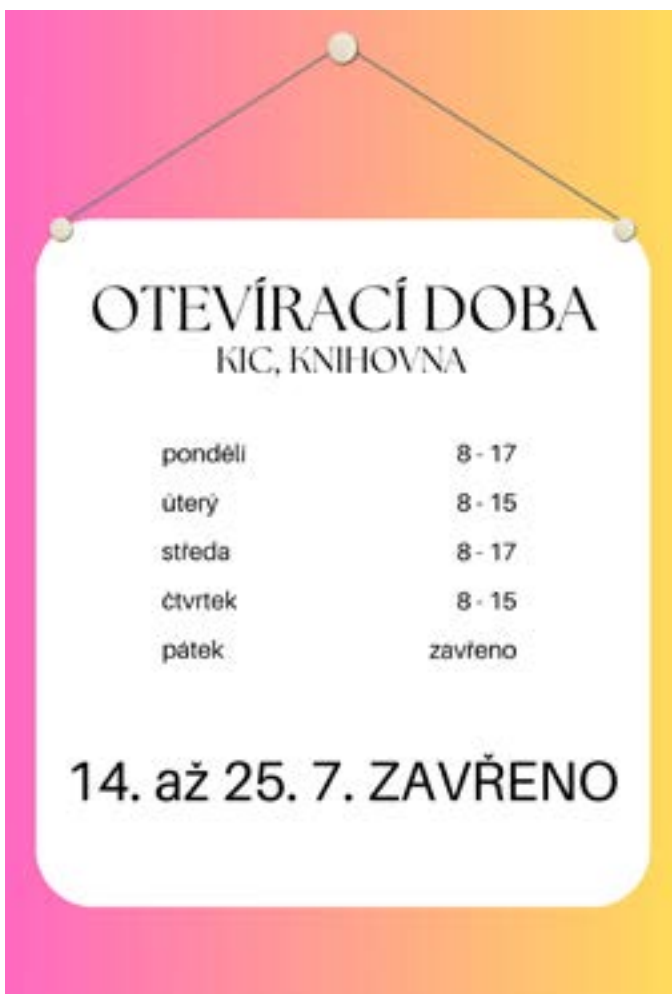 OTEVÍRACÍ DOBA
KIC, KNIHOVNA
pondělí 8 - 17
úterý 8 - 15
středa 8 - 17
čtvrtek 8 - 15
pátek zavřeno
14. až 25. 7. ZAVŘENO